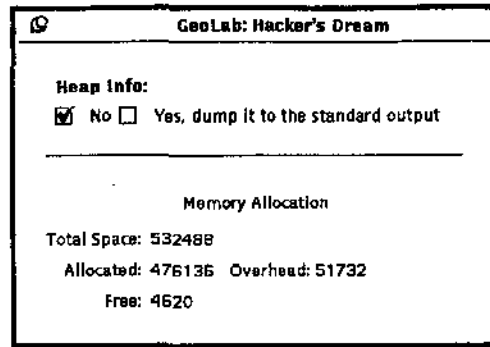 GeoLab: Hacker's Dream
Heap Info:
No Yes, dump it to the standard output
Memory Allocation
Total Space: 532488
Allocated: 476136 Overhead: 51732
Free: 4620